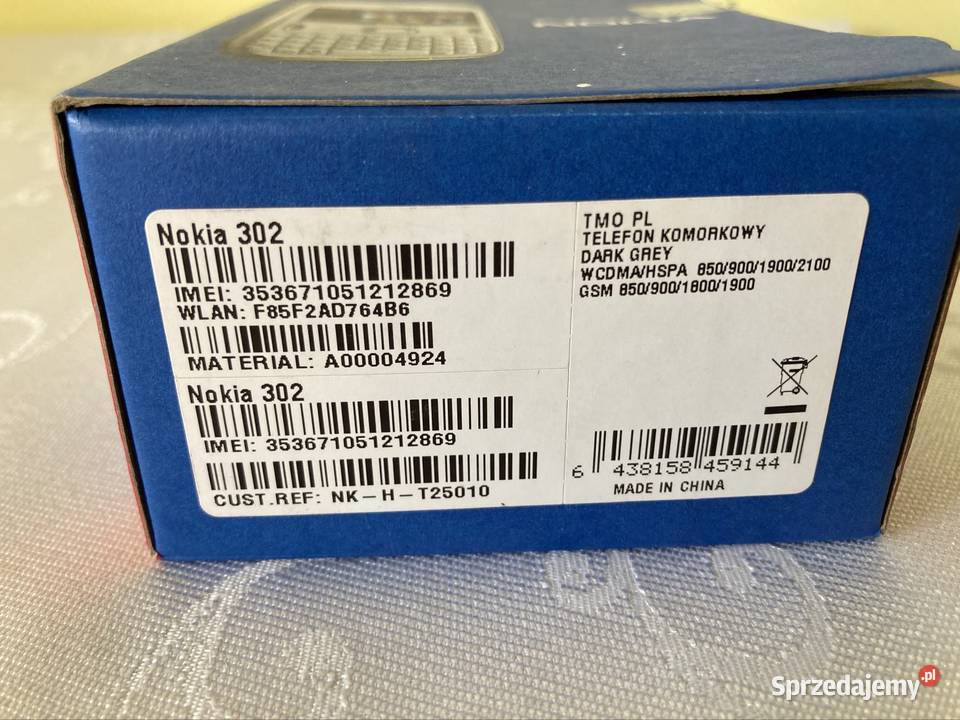 NOKIA
Nokia 302
IMEI: 353671051212869
WLAN: F85F2AD764B6
MATERIAL: A00004924
Nokia 302
IMEI: 353671051212869
CUST.REF: NK-H-T25010
TMO PL
TELEFON KOMORKOWY
DARK GREY
WCDMA/HSPA 850/900/1900/2100
GSM 850/900/1800/1900
6 438158 459144
MADE IN CHINA
Sprzedajemy.pl